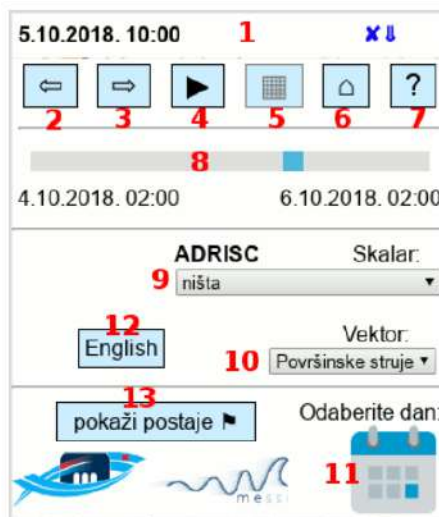 5.10.2018. 10:00 1
2 3 4 5 6 ? 7
8
4.10.2018. 02:00 6.10.2018. 02:00
ADRISC Skalar:
9 ništa
12 Vektor:
English 10 Površinske struje
13
pokaži postaje Odaberite dan:
11
m messi